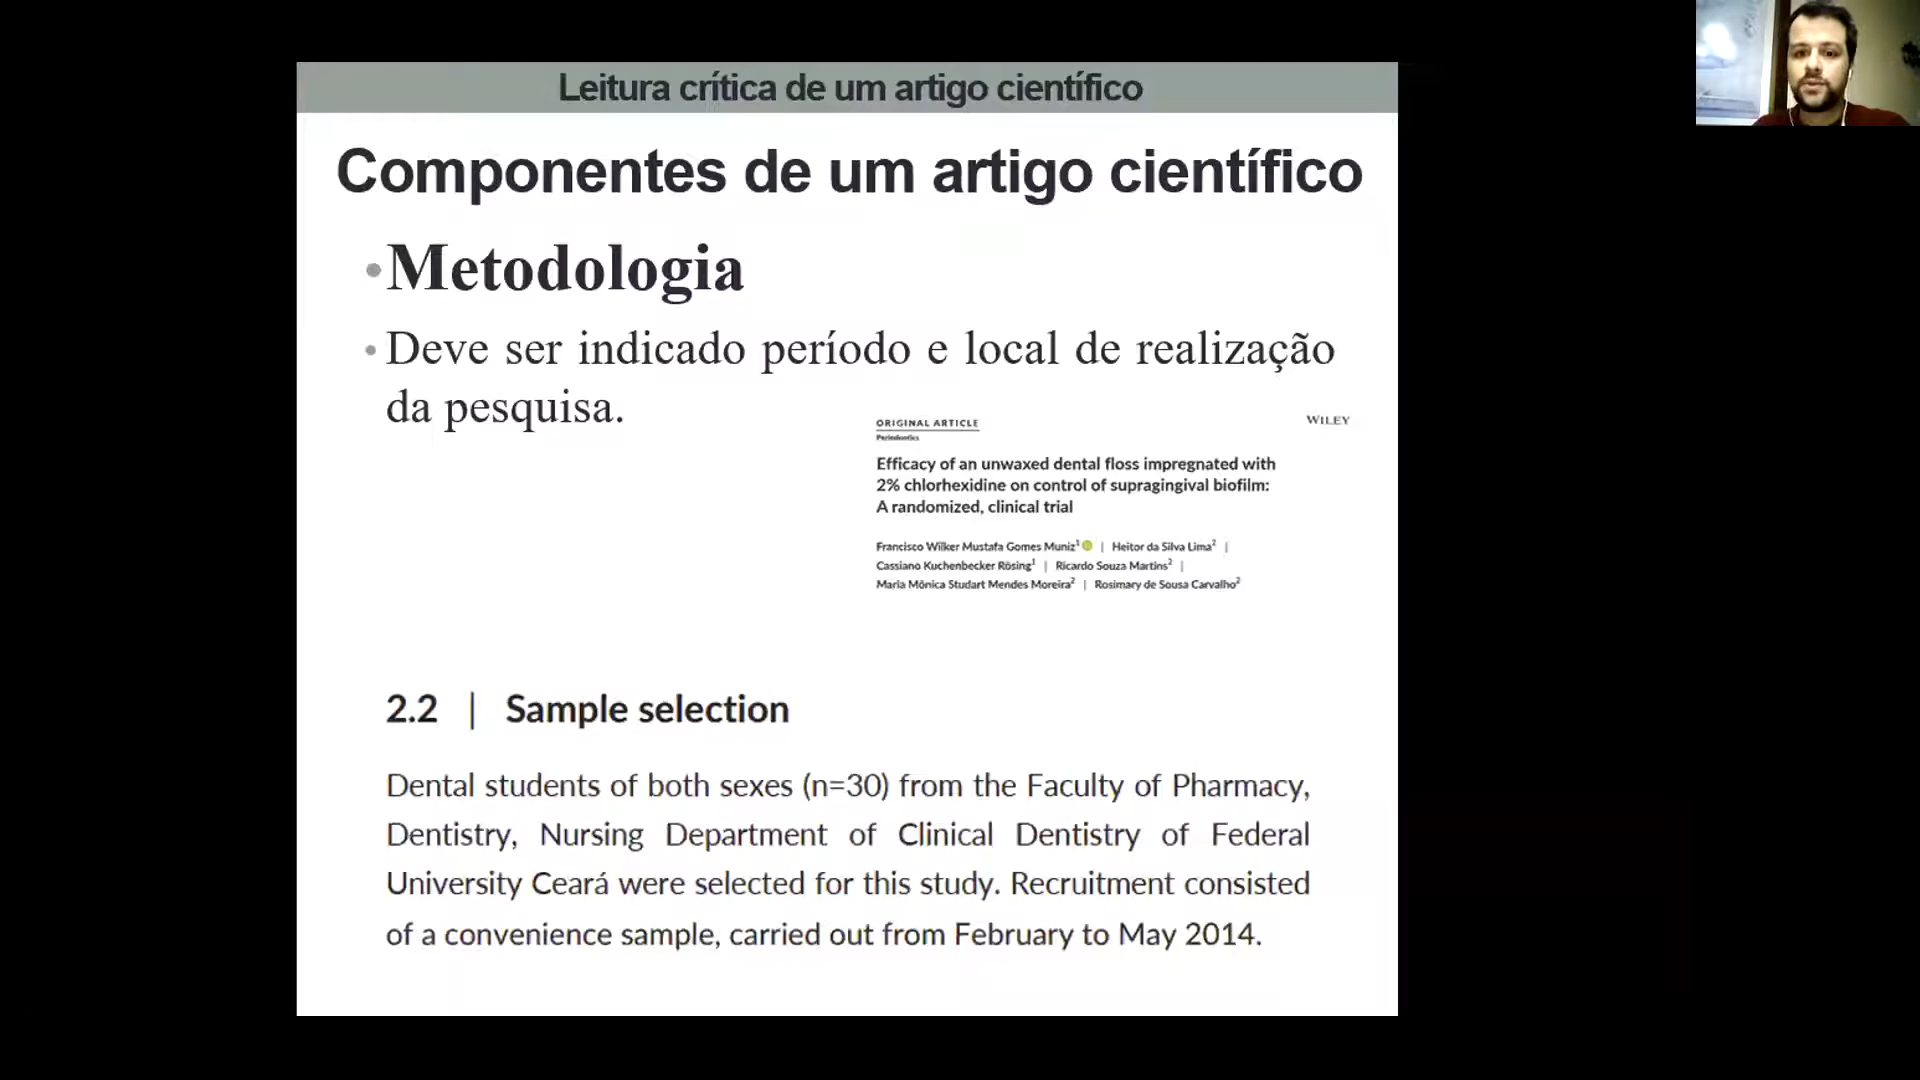 Leitura crítica de um artigo científico
Componentes de um artigo científico
•Metodologia
• Deve ser indicado período e local de realização
da pesquisa.
ORIGINAL ARTICLE
WILEY
Periodontics
Efficacy of an unwaxed dental floss impregnated with
2% chlorhexidine on control of supragingival biofilm:
A randomized, clinical trial
Francisco Wilker Mustafa Gomes Muniz1 | Heitor da Silva Lima2 |
Cassiano Kuchenbecker Rösing1 | Ricardo Souza Martins2 |
Maria Mônica Studart Mendes Moreira2 | Rosimary de Sousa Carvalho2
2.2 | Sample selection
Dental students of both sexes (n=30) from the Faculty of Pharmacy,
Dentistry, Nursing Department of Clinical Dentistry of Federal
University Ceará were selected for this study. Recruitment consisted
of a convenience sample, carried out from February to May 2014.